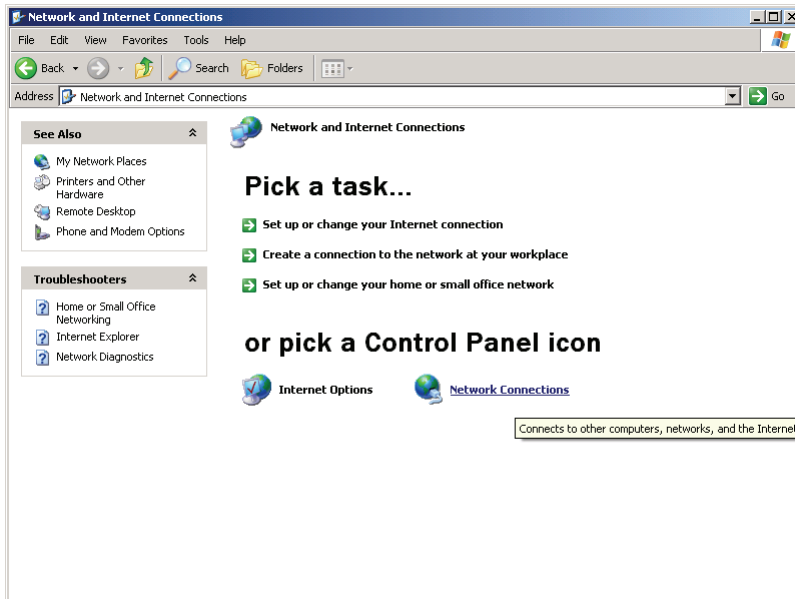 Network and Internet Connections
File Edit View Favorites Tools Help
Back Search Folders
Address Network and Internet Connections Go
See Also
My Network Places
Printers and Other
Hardware
Remote Desktop
Phone and Modem Options
Troubleshooters
Home or Small Office
Networking
Internet Explorer
Network Diagnostics
Network and Internet Connections
Pick a task...
Set up or change your Internet connection
Create a connection to the network at your workplace
Set up or change your home or small office network
or pick a Control Panel icon
Internet Options
Network Connections
Connects to other computers, networks, and the Internet